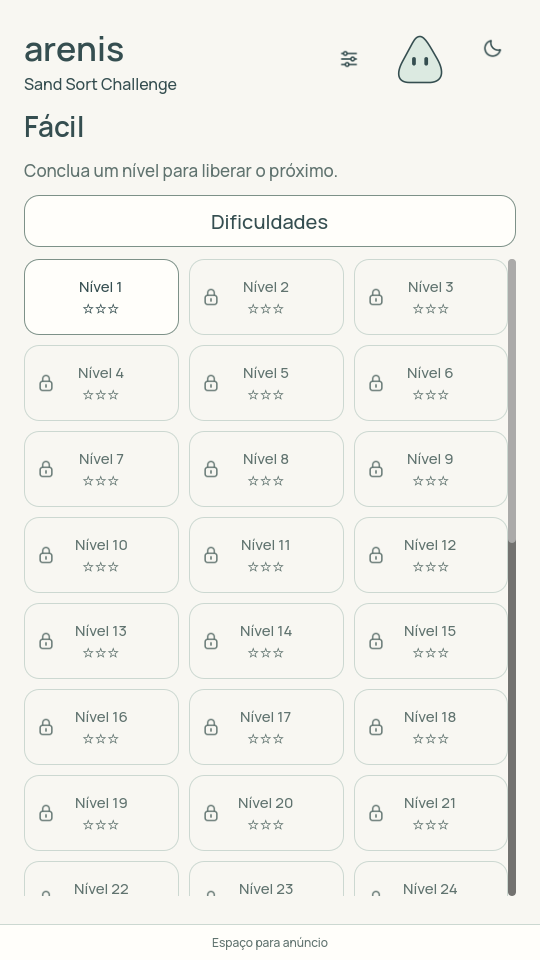 arenis
Sand Sort Challenge
Fácil
Conclua um nível para liberar o próximo.
Dificuldades
Nível 1
☆☆☆
Nível 2
☆☆☆
Nível 3
☆☆☆
Nível 4
☆☆☆
Nível 5
☆☆☆
Nível 6
☆☆☆
Nível 7
☆☆☆
Nível 8
☆☆☆
Nível 9
☆☆☆
Nível 10
☆☆☆
Nível 11
☆☆☆
Nível 12
☆☆☆
Nível 13
☆☆☆
Nível 14
☆☆☆
Nível 15
☆☆☆
Nível 16
☆☆☆
Nível 17
☆☆☆
Nível 18
☆☆☆
Nível 19
☆☆☆
Nível 20
☆☆☆
Nível 21
☆☆☆
Nível 22
Nível 23
Nível 24
Espaço para anúncio